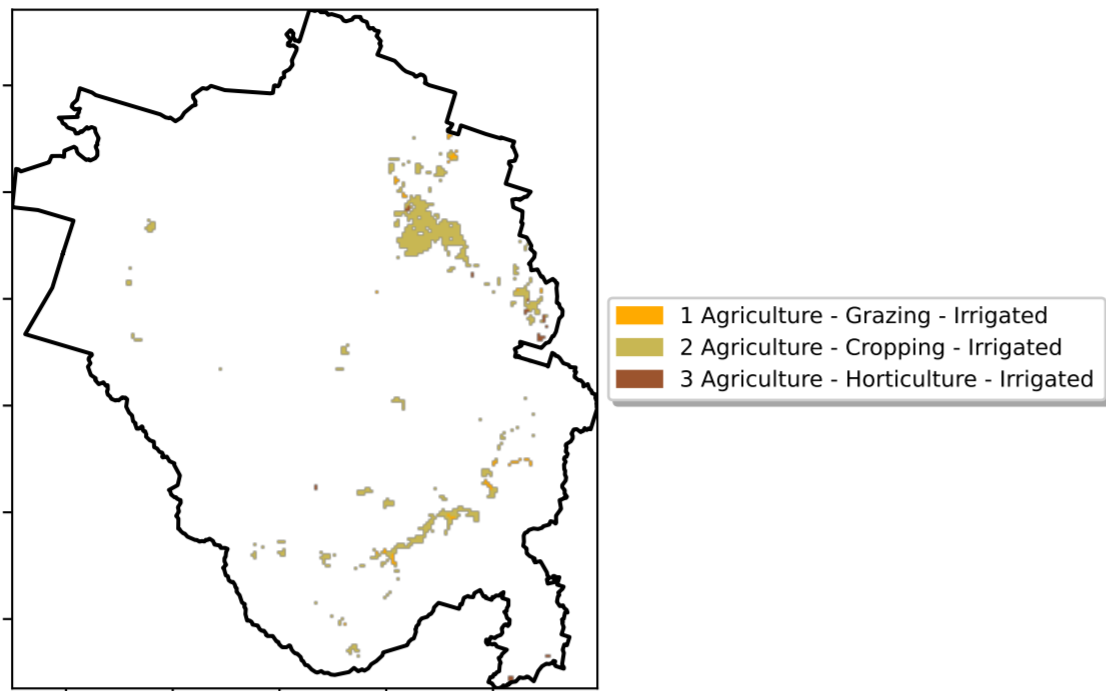 1 Agriculture - Grazing - Irrigated
2 Agriculture - Cropping - Irrigated
3 Agriculture - Horticulture - Irrigated